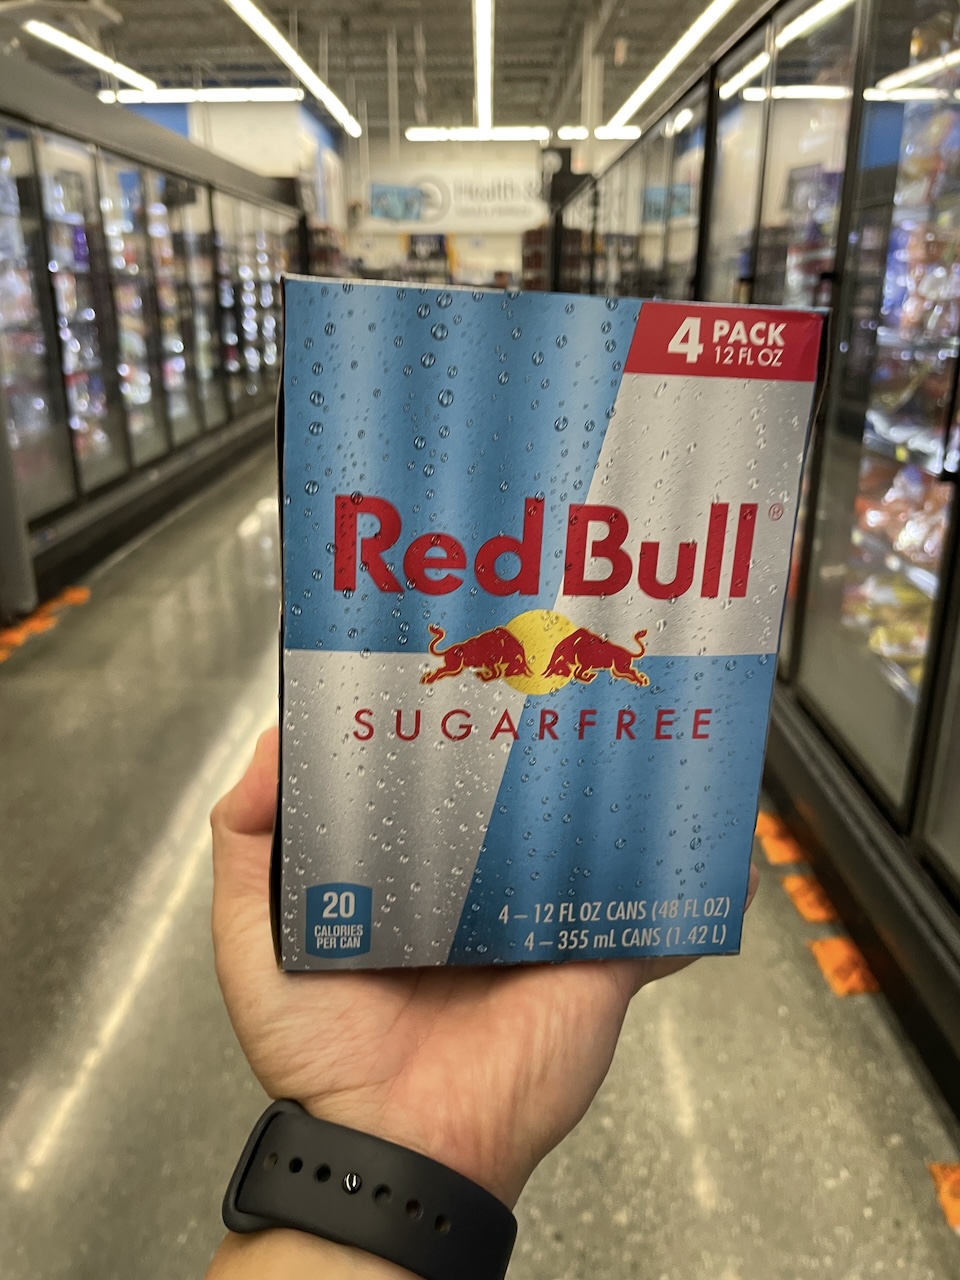 Health &
4 PACK
12 FL OZ
Red Bull®
SUGARFREE
20
CALORIES
PER CAN
4 – 12 FL OZ CANS (48 FL OZ)
4 – 355 mL CANS (1.42 L)